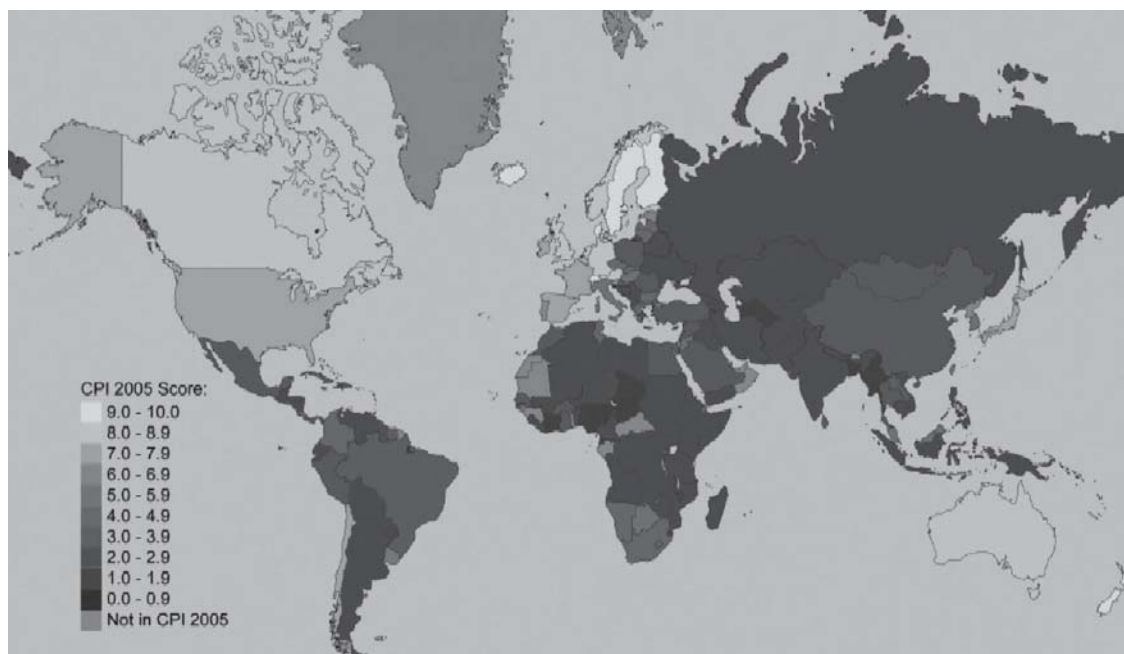 CPI 2005 Score:
9.0 - 10.0
8.0 - 8.9
7.0 - 7.9
6.0 - 6.9
5.0 - 5.9
4.0 - 4.9
3.0 - 3.9
2.0 - 2.9
1.0 - 1.9
0.0 - 0.9
Not in CPI 2005